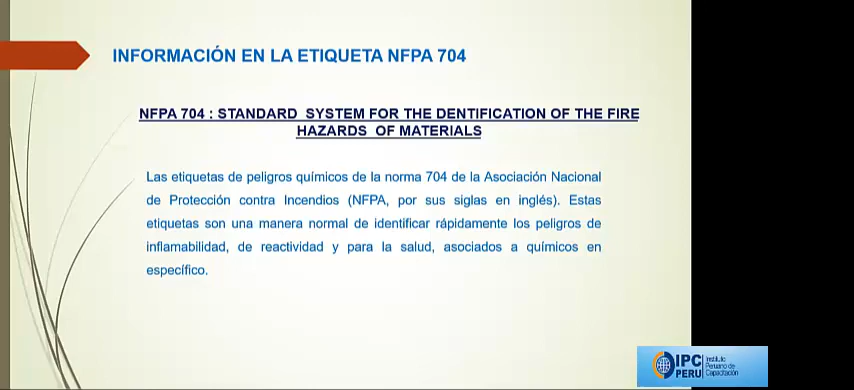 INFORMACIÓN EN LA ETIQUETA NFPA 704
NFPA 704 : STANDARD SYSTEM FOR THE DENTIFICATION OF THE FIRE
HAZARDS OF MATERIALS
Las etiquetas de peligros químicos de la norma 704 de la Asociación Nacional
de Protección contra Incendios (NFPA, por sus siglas en inglés). Estas
etiquetas son una manera normal de identificar rápidamente los peligros de
inflamabilidad, de reactividad y para la salud, asociados a químicos en
específico.
IPC
PERU
Instituto
Peruano de
Capacitación